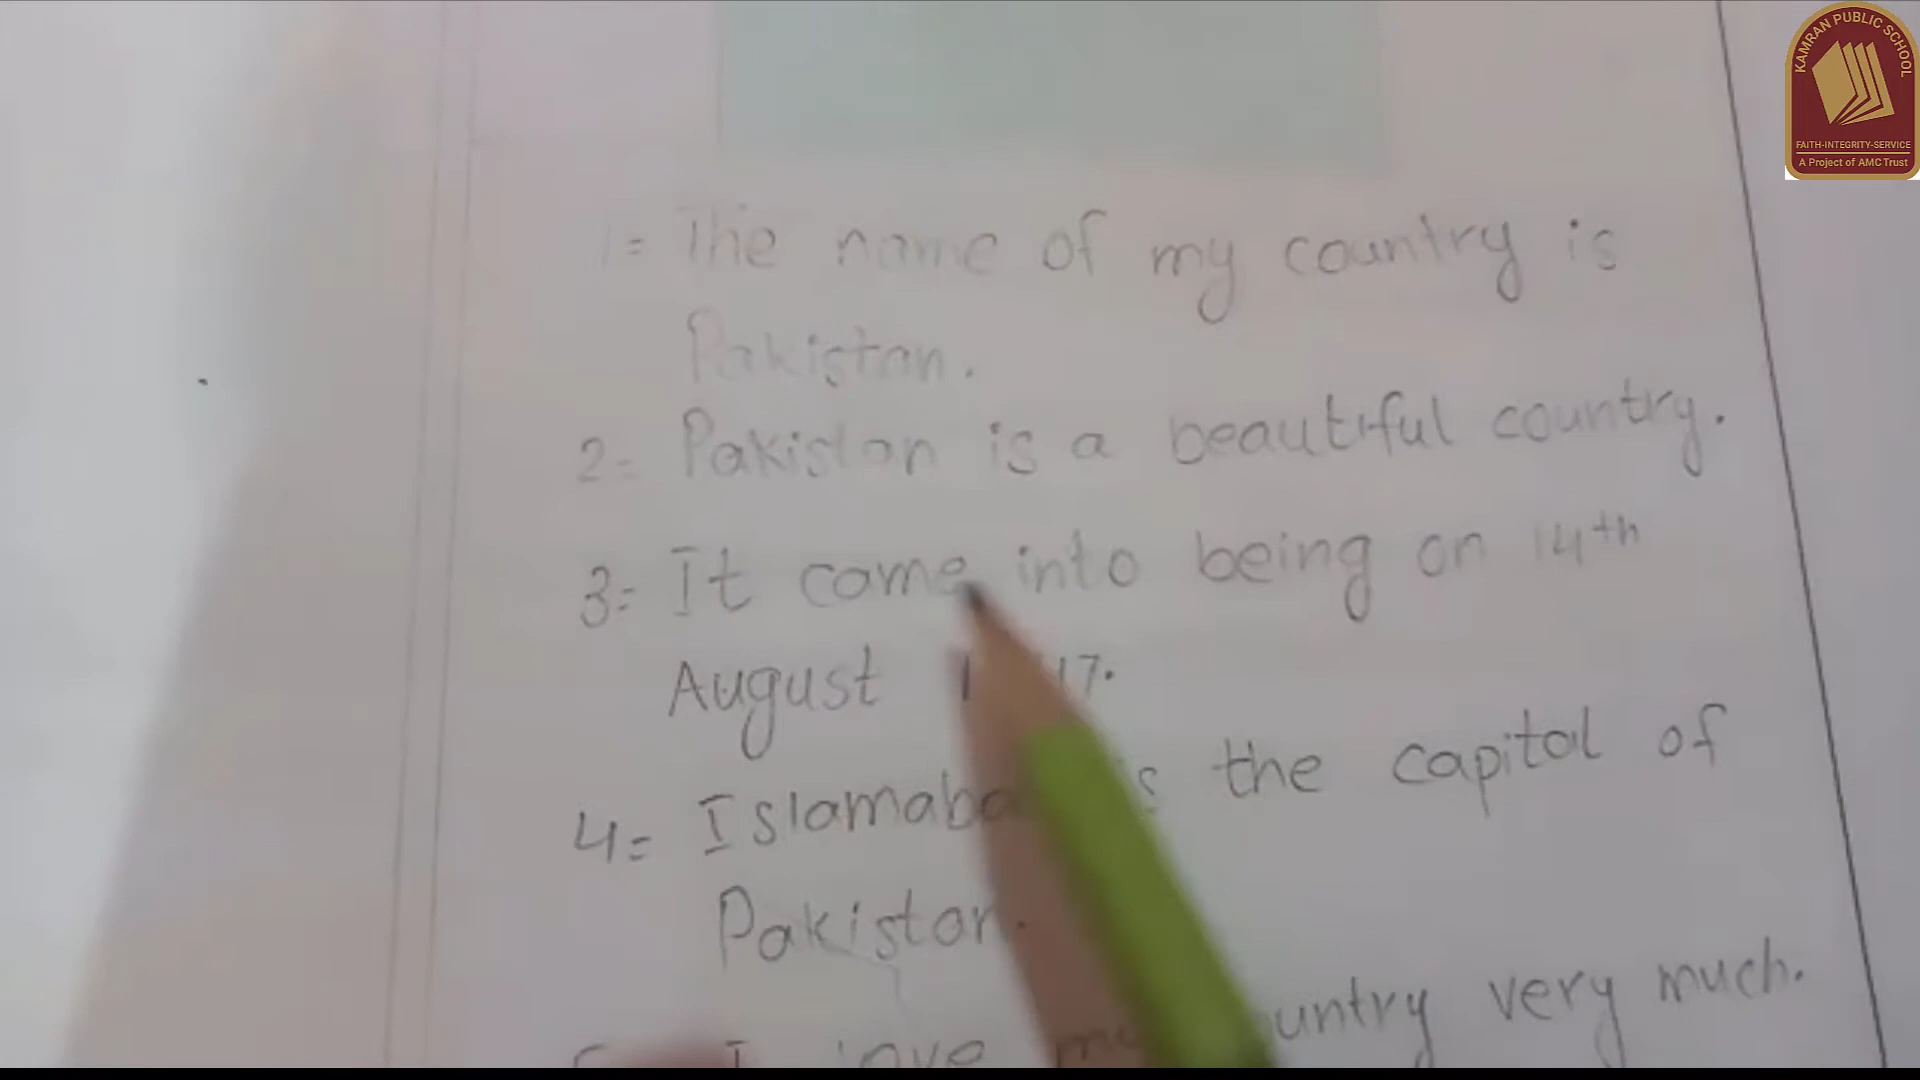 KAMRAN PUBLIC SCHOOL
FAITH-INTEGRITY-SERVICE
A Project of AMC Trust
1= The name of my country is
Pakistan.
2= Pakistan is a beautiful country.
3= It came into being on 14th
August
4= the capital of
Pakistan.
I love my very much.